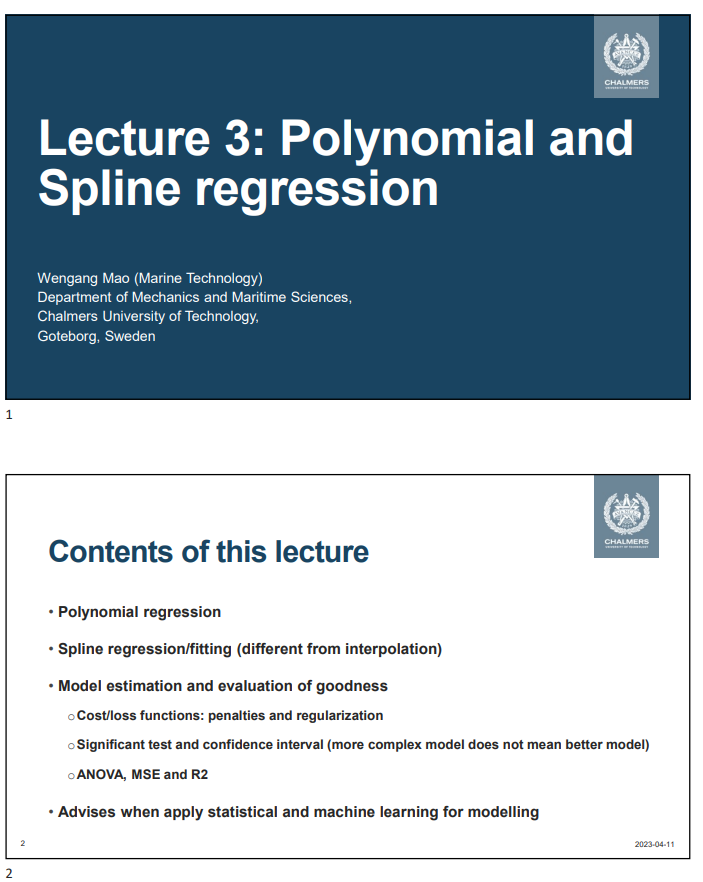 CHALMERS
UNIVERSITY OF TECHNOLOGY
Lecture 3: Polynomial and
Spline regression
Wengang Mao (Marine Technology)
Department of Mechanics and Maritime Sciences,
Chalmers University of Technology,
Goteborg, Sweden
1
CHALMERS
UNIVERSITY OF TECHNOLOGY
Contents of this lecture
• Polynomial regression
• Spline regression/fitting (different from interpolation)
• Model estimation and evaluation of goodness
○ Cost/loss functions: penalties and regularization
○ Significant test and confidence interval (more complex model does not mean better model)
○ ANOVA, MSE and R2
• Advises when apply statistical and machine learning for modelling
2
2023-04-11
2